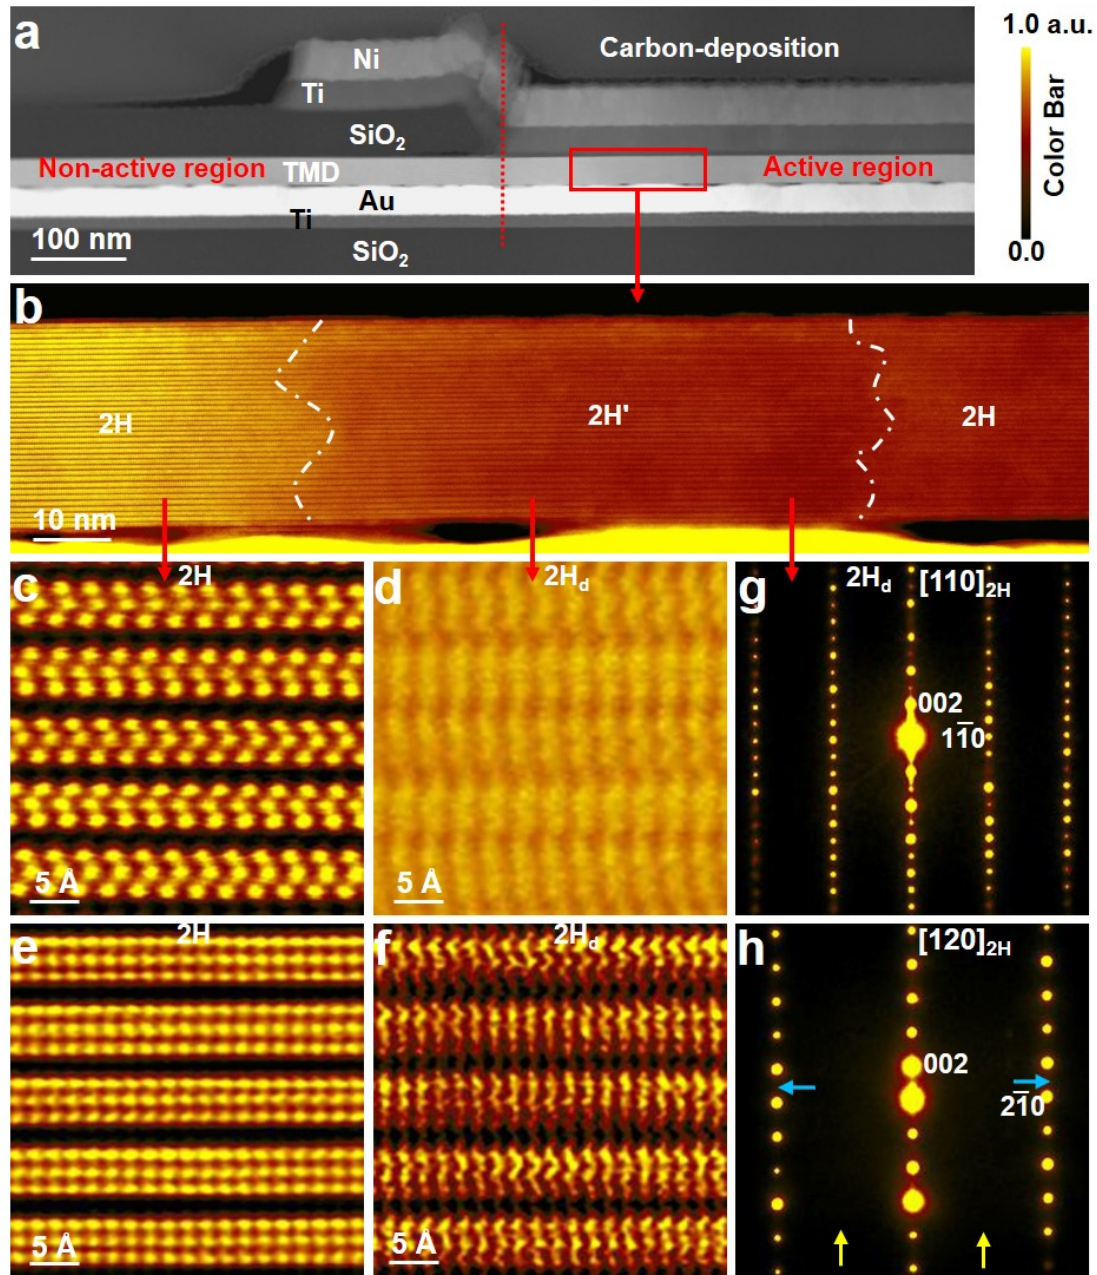 a
Ni
Ti
SiO2
Carbon-deposition
Non-active region
TMD
Active region
Au
Ti
100 nm
SiO2
1.0 a.u.
Color Bar
0.0
b
2H
2H'
2H
10 nm
c
2H
5 Å
d
2Hd
5 Å
g
2Hd
[110]2H
002
11̅0
e
2H
5 Å
f
2Hd
5 Å
h
[120]2H
002
21̅0